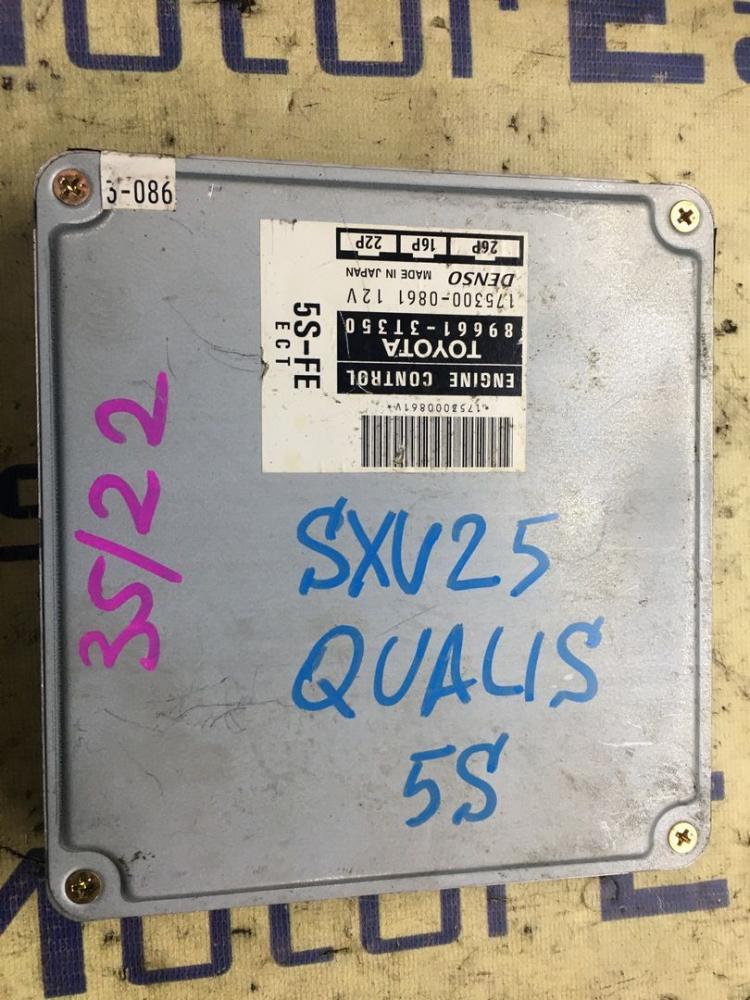 3-086
ENGINE CONTROL
TOYOTA
89661-3T350
175300-0861 12V
DENSO MADE IN JAPAN
26P 16P 22P
5S-FE
ECT
*1753000861V*
35/22
SXV25
QUALIS
5S